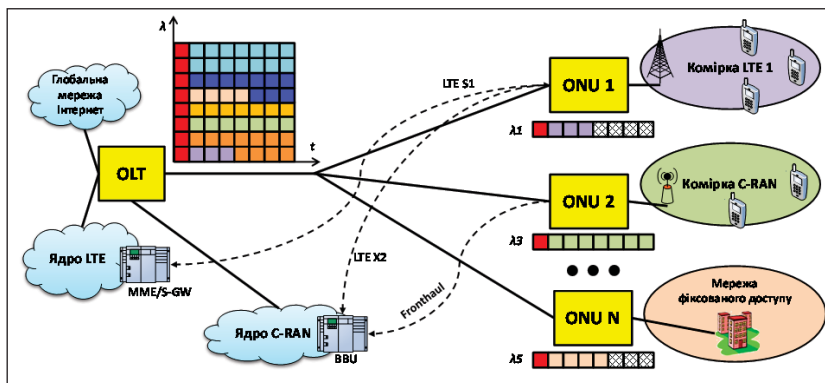 λ
t
Глобальна
мережа
Інтернет
OLT
Ядро LTE
MME/S-GW
Ядро C-RAN
BBU
LTE S1
LTE X2
Fronthaul
ONU 1
λ1
Комірка LTE 1
ONU 2
λ3
Комірка C-RAN
ONU N
λ5
Мережа
фіксованого доступу